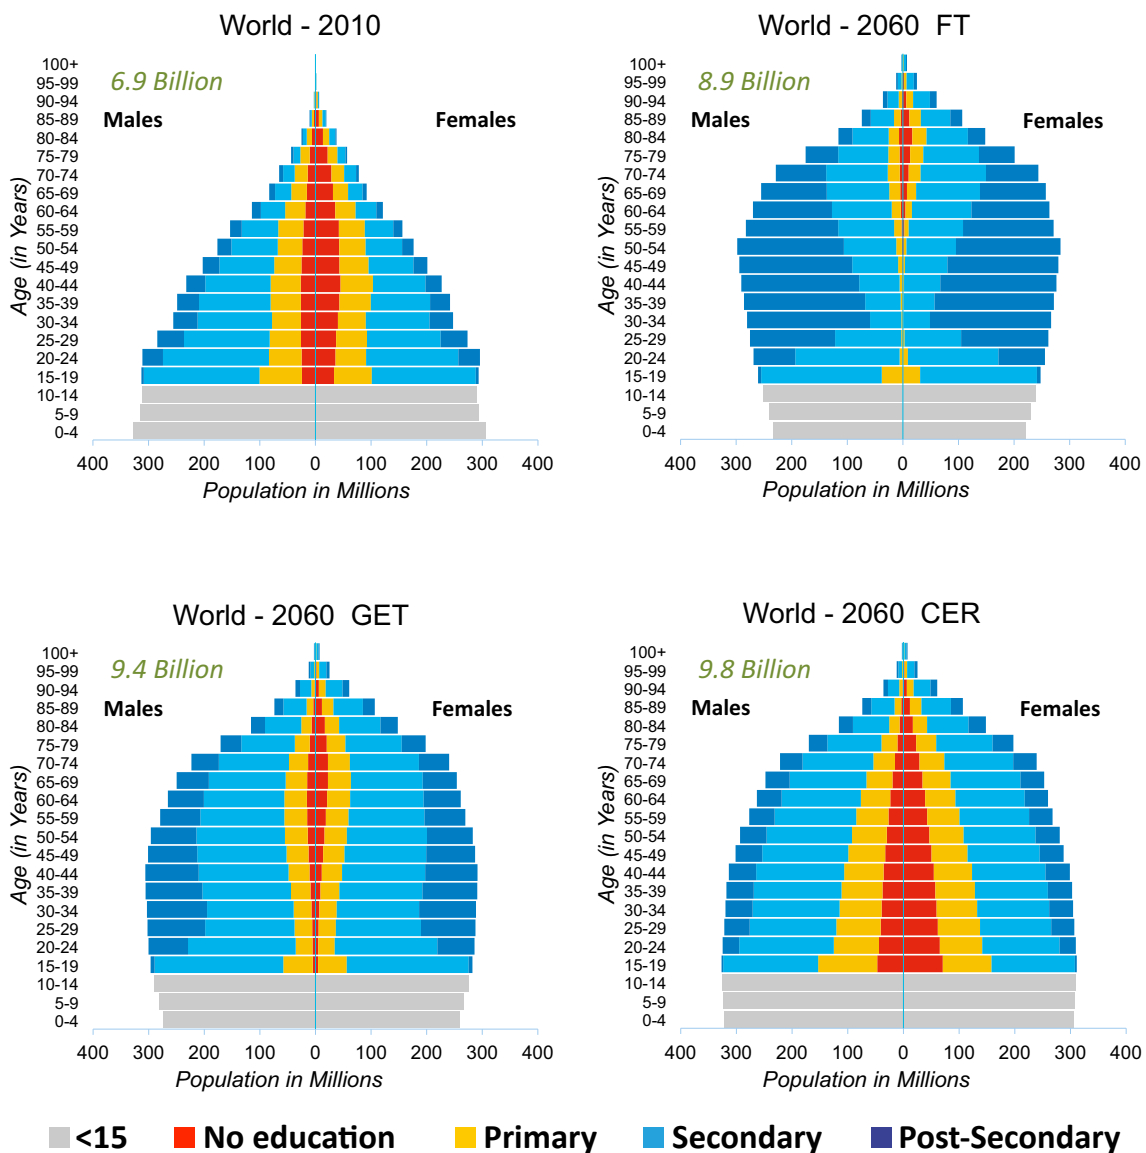 World - 2010
6.9 Billion
Males
Females
Age (in Years)
100+
95-99
90-94
85-89
80-84
75-79
70-74
65-69
60-64
55-59
50-54
45-49
40-44
35-39
30-34
25-29
20-24
15-19
10-14
5-9
0-4
400 300 200 100 0 100 200 300 400
Population in Millions
World - 2060 FT
8.9 Billion
Males
Females
Age (in Years)
100+
95-99
90-94
85-89
80-84
75-79
70-74
65-69
60-64
55-59
50-54
45-49
40-44
35-39
30-34
25-29
20-24
15-19
10-14
5-9
0-4
400 300 200 100 0 100 200 300 400
Population in Millions
World - 2060 GET
9.4 Billion
Males
Females
Age (in Years)
100+
95-99
90-94
85-89
80-84
75-79
70-74
65-69
60-64
55-59
50-54
45-49
40-44
35-39
30-34
25-29
20-24
15-19
10-14
5-9
0-4
400 300 200 100 0 100 200 300 400
Population in Millions
World - 2060 CER
9.8 Billion
Males
Females
Age (in Years)
100+
95-99
90-94
85-89
80-84
75-79
70-74
65-69
60-64
55-59
50-54
45-49
40-44
35-39
30-34
25-29
20-24
15-19
10-14
5-9
0-4
400 300 200 100 0 100 200 300 400
Population in Millions
<15 No education Primary Secondary Post-Secondary